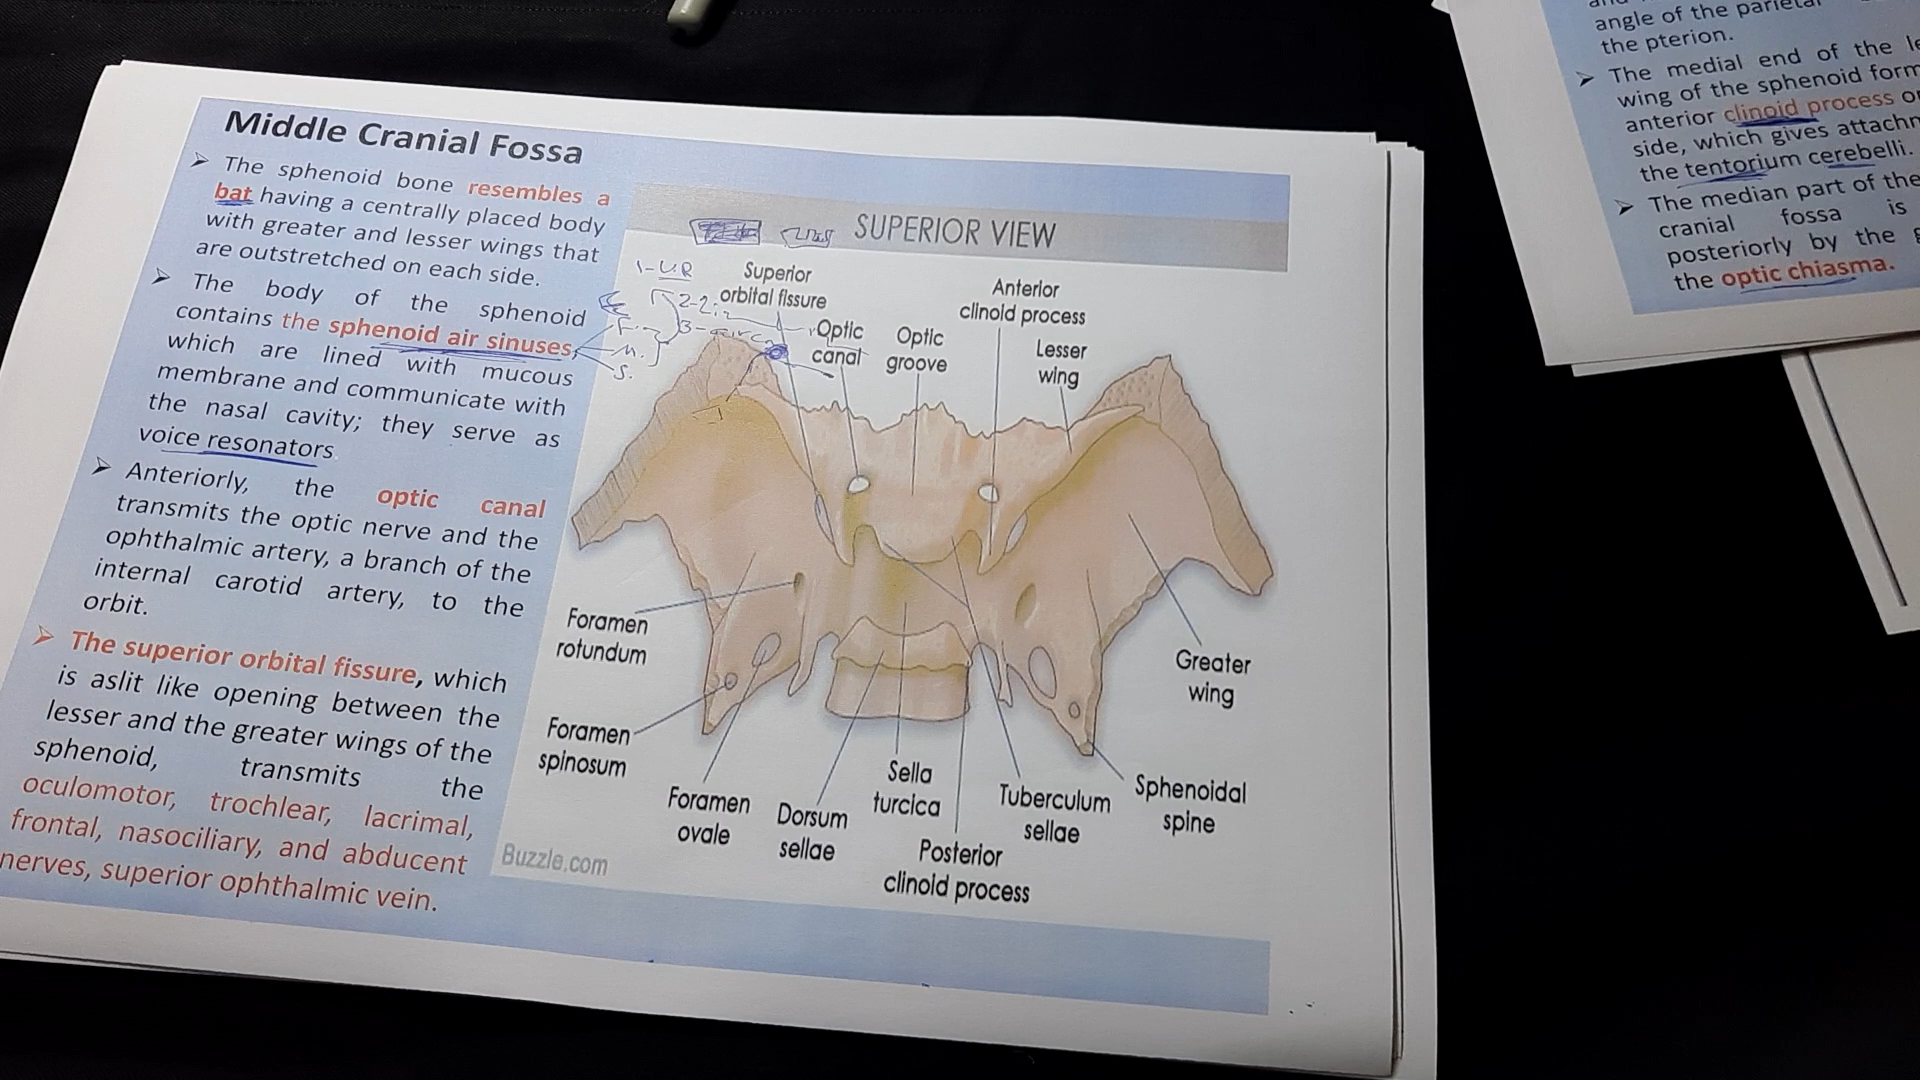 Middle Cranial Fossa
➢ The sphenoid bone resembles a
bat having a centrally placed body
with greater and lesser wings that
are outstretched on each side.
➢ The body of the sphenoid
contains the sphenoid air sinuses,
which are lined with mucous
membrane and communicate with
the nasal cavity; they serve as
voice resonators.
➢ Anteriorly, the optic canal
transmits the optic nerve and the
ophthalmic artery, a branch of the
internal carotid artery, to the
orbit.
➢ The superior orbital fissure, which
is aslit like opening between the
lesser and the greater wings of the
sphenoid, transmits the
oculomotor, trochlear, lacrimal,
frontal, nasociliary, and abducent
nerves, superior ophthalmic vein.
SUPERIOR VIEW
1-U.R
F.
M.
S.
Superior
orbital fissure
Optic
canal
Optic
groove
Anterior
clinoid process
Lesser
wing
Foramen
rotundum
Greater
wing
Foramen
spinosum
Foramen
ovale
Dorsum
sellae
Sella
turcica
Posterior
clinoid process
Tuberculum
sellae
Sphenoidal
spine
Buzzle.com
angle of the parietal
the pterion.
➢ The medial end of the
wing of the sphenoid
anterior clinoid process
side, which gives
the tentorium cerebelli.
➢ The median part of the
cranial fossa is
posteriorly by the
the optic chiasma.